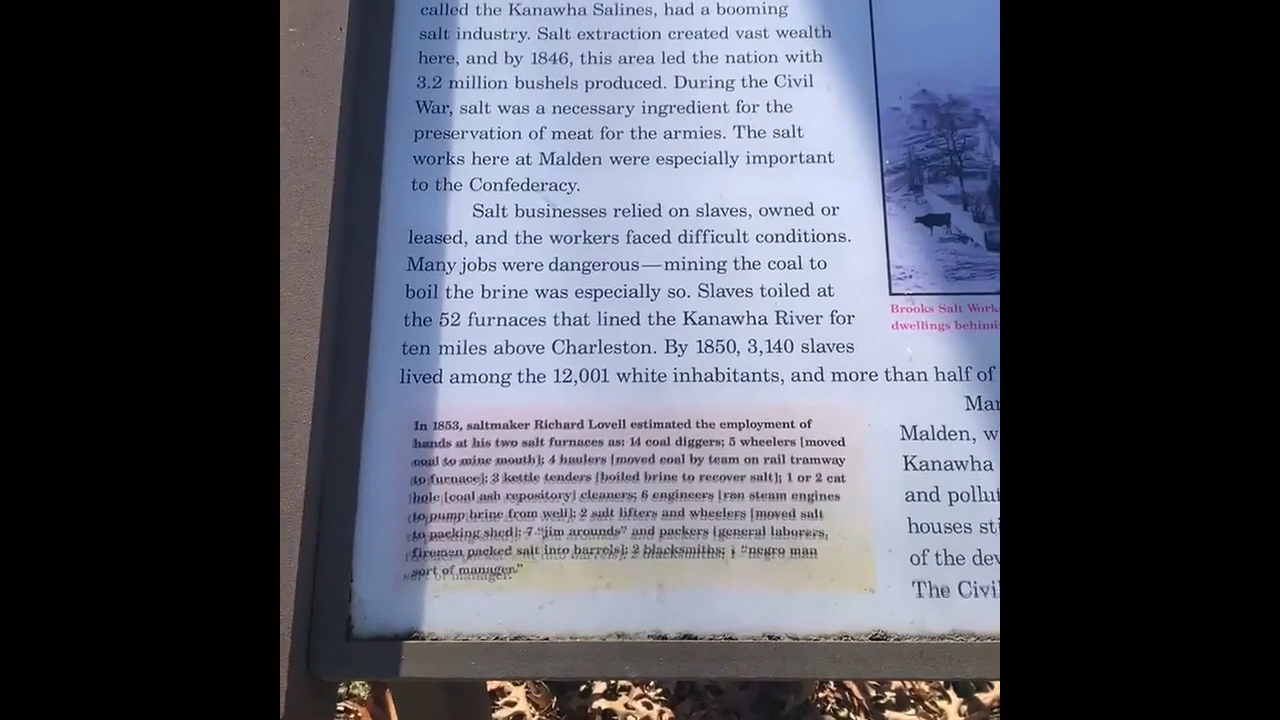 called the Kanawha Salines, had a booming
salt industry. Salt extraction created vast wealth
here, and by 1846, this area led the nation with
3.2 million bushels produced. During the Civil
War, salt was a necessary ingredient for the
preservation of meat for the armies. The salt
works here at Malden were especially important
to the Confederacy.
Salt businesses relied on slaves, owned or
leased, and the workers faced difficult conditions.
Many jobs were dangerous—mining the coal to
boil the brine was especially so. Slaves toiled at
the 52 furnaces that lined the Kanawha River for
ten miles above Charleston. By 1850, 3,140 slaves
lived among the 12,001 white inhabitants, and more than half of
In 1853, saltmaker Richard Lovell estimated the employment of
hands at his two salt furnaces as: 14 coal diggers; 5 wheelers [moved
coal to mine mouth]; 4 haulers [moved coal by team on rail tramway
to furnace]; 3 kettle tenders [boiled brine to recover salt]; 1 or 2 cat
hole [coal ash repository] cleaners; 6 engineers [ran steam engines
to pump brine from well]; 2 salt lifters and wheelers [moved salt
to packing shed]; 7 "jim arounds" and packers [general laborers,
firemen packed salt into barrels]; 2 blacksmiths; 1 "negro man
sort of manager."
Brooks Salt Work
dwellings behin
Mar
Malden, w
Kanawha
and pollut
houses sti
of the dev
The Civi